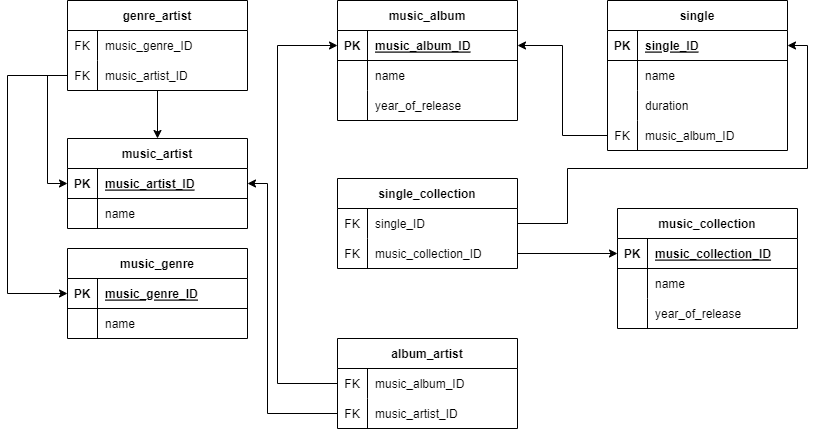 genre_artist
FK music_genre_ID
FK music_artist_ID
music_artist
PK music_artist_ID
name
music_genre
PK music_genre_ID
name
music_album
PK music_album_ID
name
year_of_release
single_collection
FK single_ID
FK music_collection_ID
album_artist
FK music_album_ID
FK music_artist_ID
single
PK single_ID
name
duration
FK music_album_ID
music_collection
PK music_collection_ID
name
year_of_release